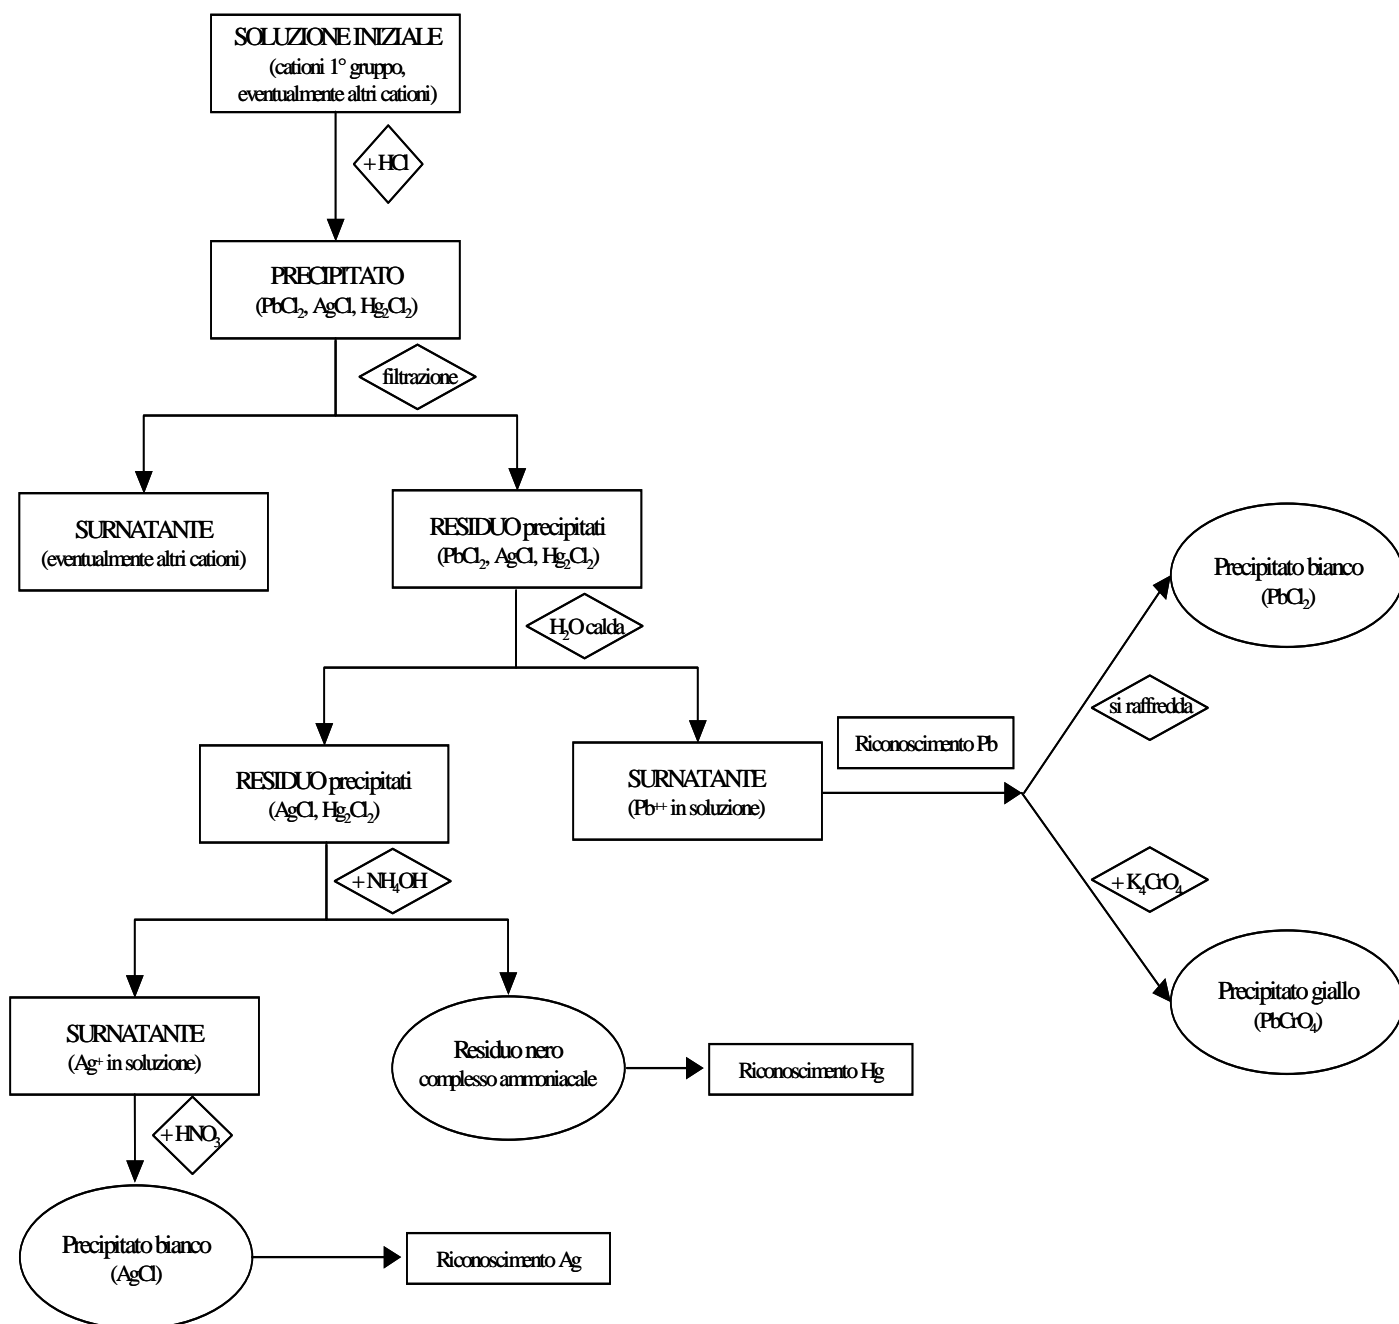 SOLUZIONE INIZIALE
(cationi 1° gruppo,
eventualmente altri cationi)
+ HCl
PRECIPITATO
(PbCl₂, AgCl, Hg₂Cl₂)
filtrazione
SURNATANTE
(eventualmente altri cationi)
RESIDUO precipitati
(PbCl₂, AgCl, Hg₂Cl₂)
H₂O calda
Precipitato bianco
(PbCl₂)
si raffredda
RESIDUO precipitati
(AgCl, Hg₂Cl₂)
SURNATANTE
(Pb⁺⁺ in soluzione)
Riconoscimento Pb
+ NH₄OH
+ K₄CrO₄
Precipitato giallo
(PbCrO₄)
SURNATANTE
(Ag⁺ in soluzione)
Residuo nero
complesso ammoniacale
Riconoscimento Hg
+ HNO₃
Precipitato bianco
(AgCl)
Riconoscimento Ag